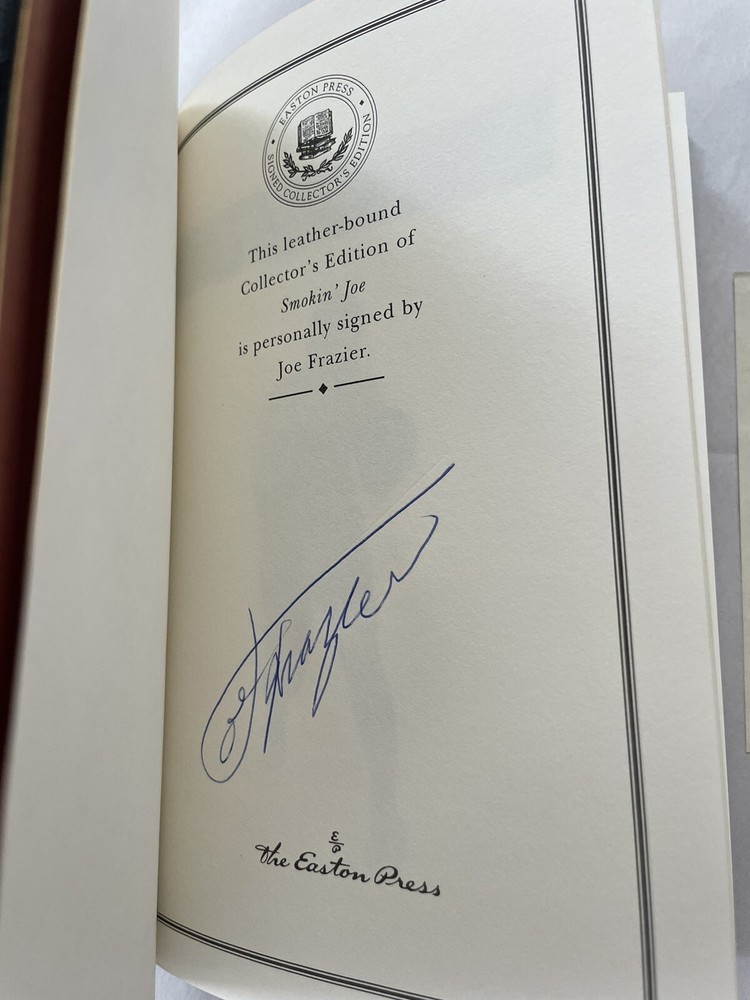 EASTON PRESS
SIGNED COLLECTOR'S EDITION
This leather-bound
Collector's Edition of
Smokin' Joe
is personally signed by
Joe Frazier.
Joe Frazier
The Easton Press